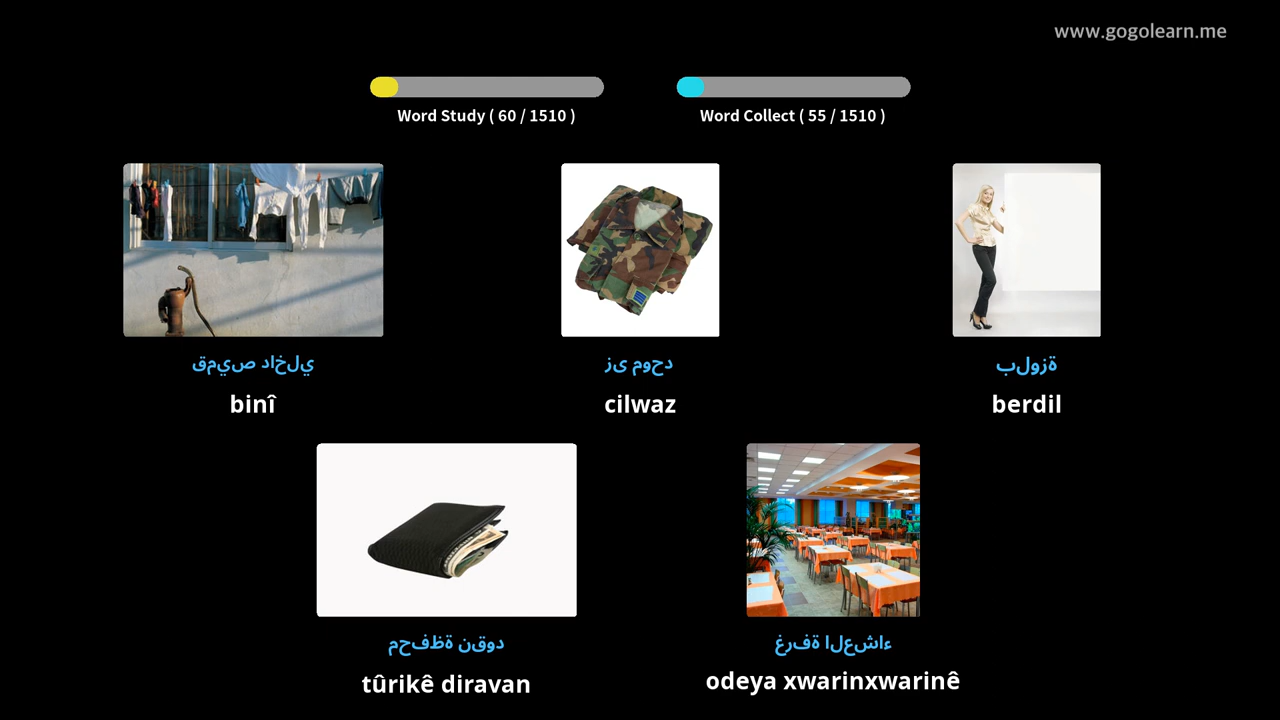 www.gogolearn.me
Word Study ( 60 / 1510 )
Word Collect ( 55 / 1510 )
قميص داخلي
زى موحد
بلوزة
binî
cilwaz
berdil
محفظة نقود
غرفة العشاء
tûrikê diravan
odeya xwarinxwarinê